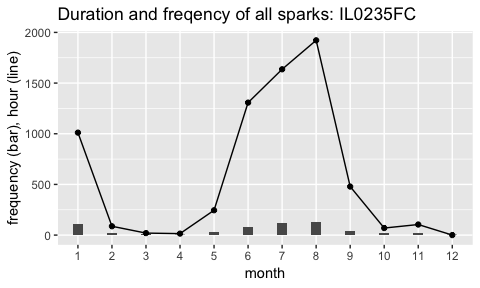 Duration and freqency of all sparks: IL0235FC
2000
1500
1000
500
0
frequency (bar), hour (line)
1 2 3 4 5 6 7 8 9 10 11 12
month